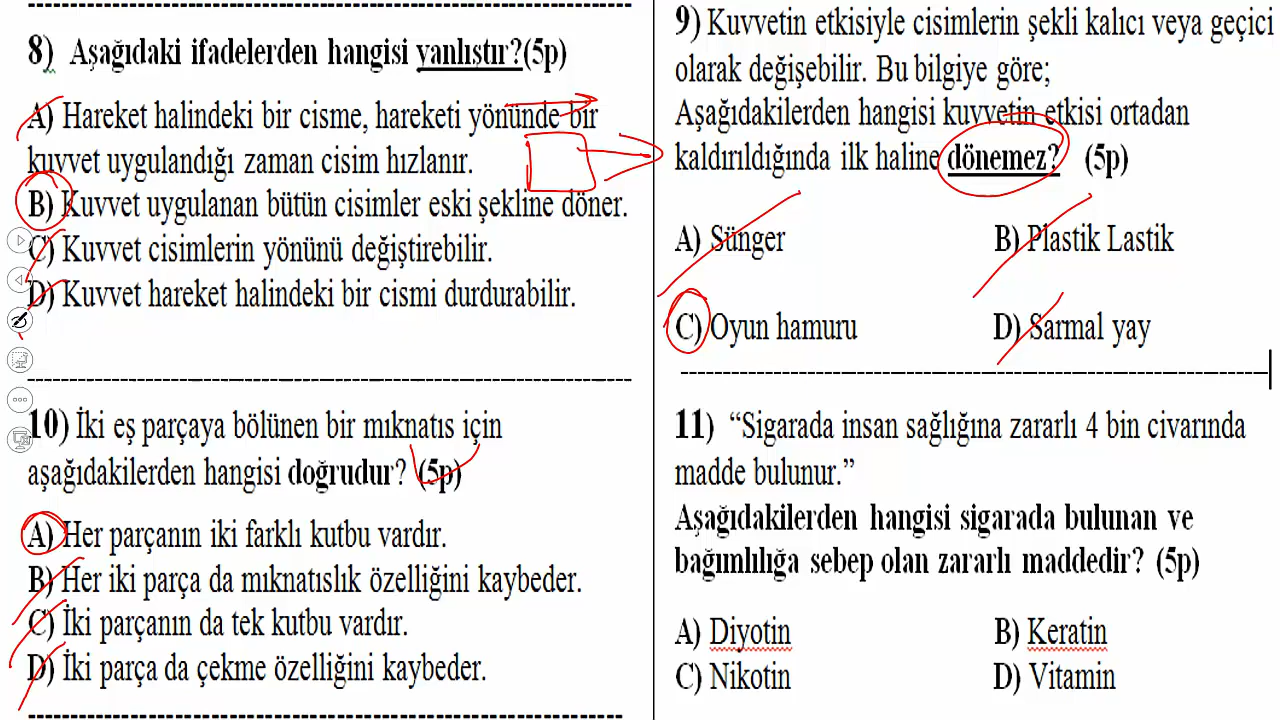 8) Aşağıdaki ifadelerden hangisi yanlıştır?(5p)
A) Hareket halindeki bir cisme, hareketi yönünde bir
kuvvet uygulandığı zaman cisim hızlanır.
B) Kuvvet uygulanan bütün cisimler eski şekline döner.
C) Kuvvet cisimlerin yönünü değiştirebilir.
D) Kuvvet hareket halindeki bir cismi durdurabilir.
9) Kuvvetin etkisiyle cisimlerin şekli kalıcı veya geçici
olarak değişebilir. Bu bilgiye göre;
Aşağıdakilerden hangisi kuvvetin etkisi ortadan
kaldırıldığında ilk haline dönemez? (5p)
A) Sünger B) Plastik Lastik
C) Oyun hamuru D) Sarmal yay
10) İki eş parçaya bölünen bir mıknatıs için
aşağıdakilerden hangisi doğrudur? (5p)
A) Her parçanın iki farklı kutbu vardır.
B) Her iki parça da mıknatıslık özelliğini kaybeder.
C) İki parçanın da tek kutbu vardır.
D) İki parça da çekme özelliğini kaybeder.
11) “Sigarada insan sağlığına zararlı 4 bin civarında
madde bulunur.”
Aşağıdakilerden hangisi sigarada bulunan ve
bağımlılığa sebep olan zararlı maddedir? (5p)
A) Diyotin B) Keratin
C) Nikotin D) Vitamin